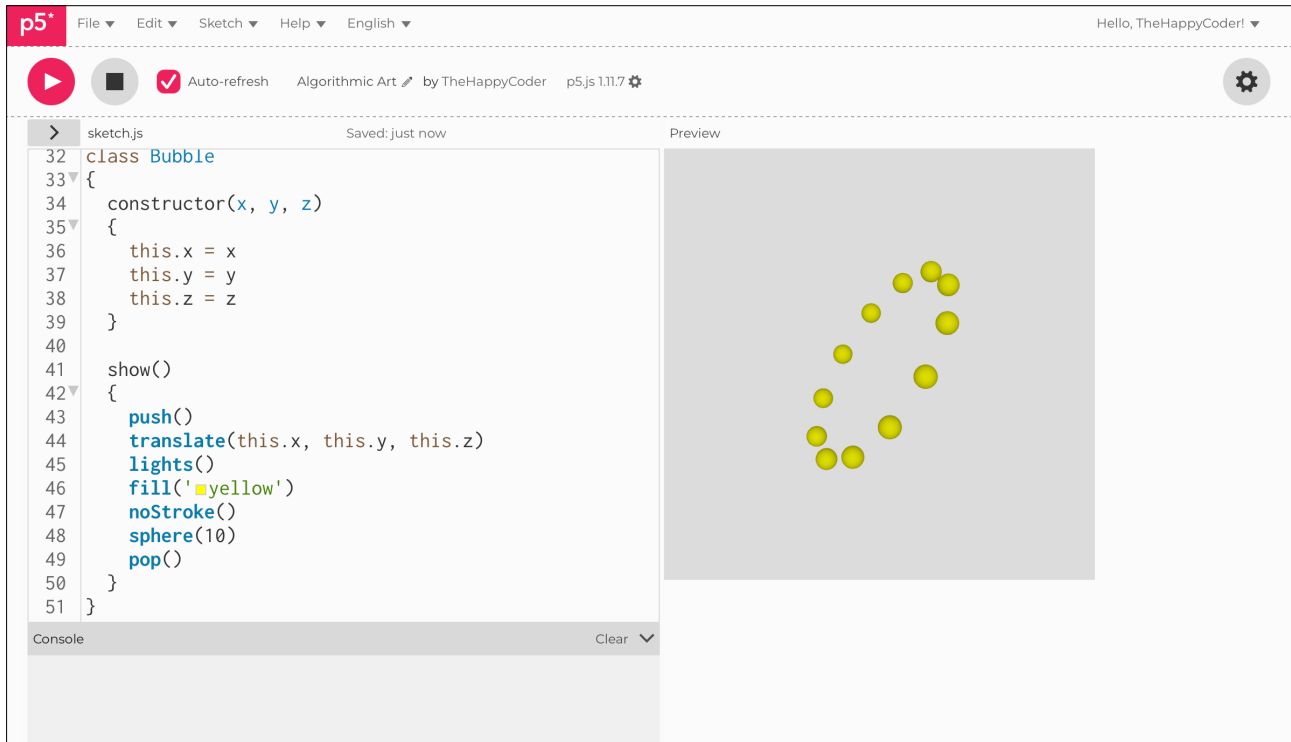 p5* File Edit Sketch Help English Hello, TheHappyCoder!
Auto-refresh Algorithmic Art by TheHappyCoder p5.js 1.11.7
sketch.js Saved: just now Preview
32 class Bubble
33 {
34 constructor(x, y, z)
35 {
36 this.x = x
37 this.y = y
38 this.z = z
39 }
40
41 show()
42 {
43 push()
44 translate(this.x, this.y, this.z)
45 lights()
46 fill('yellow')
47 noStroke()
48 sphere(10)
49 pop()
50 }
51 }
Console Clear